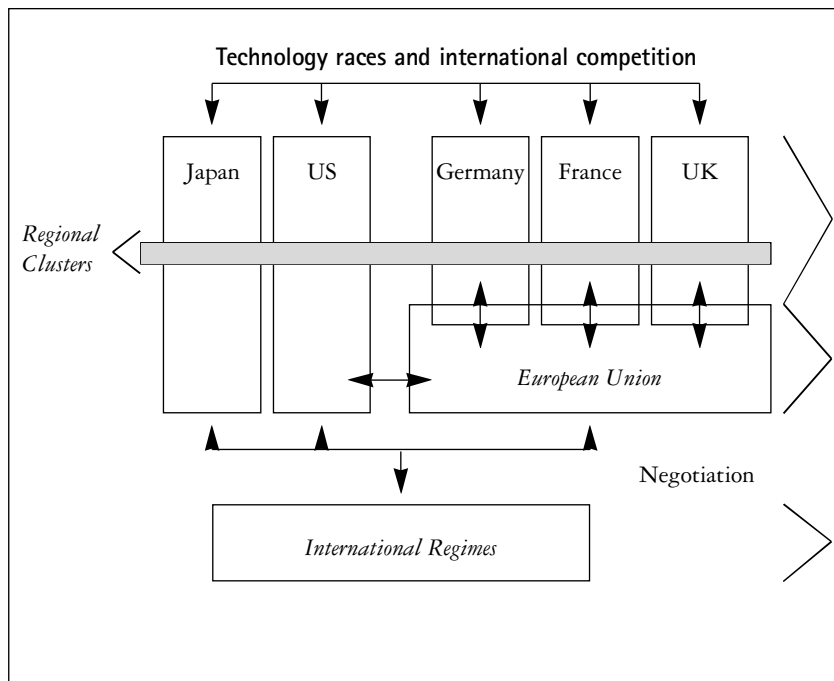 Technology races and international competition
Japan
US
Germany
France
UK
Regional
Clusters
European Union
Negotiation
International Regimes